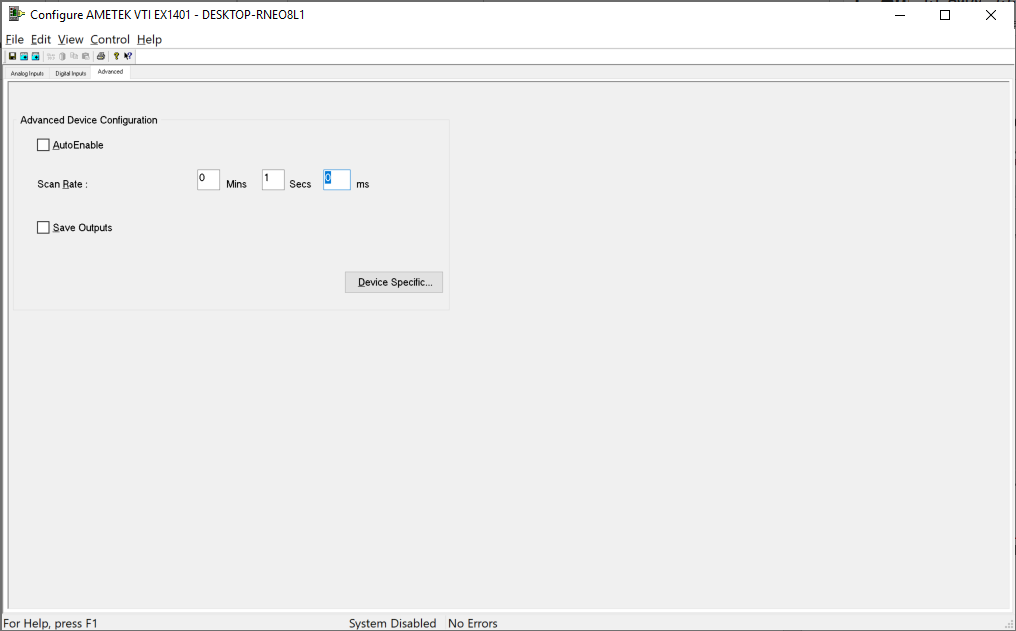 Configure AMETEK VTI EX1401 - DESKTOP-RNEO8L1
File Edit View Control Help
Analog Inputs Digital Inputs Advanced
Advanced Device Configuration
AutoEnable
Scan Rate : 0 Mins 1 Secs 0 ms
Save Outputs
Device Specific...
For Help, press F1 System Disabled No Errors